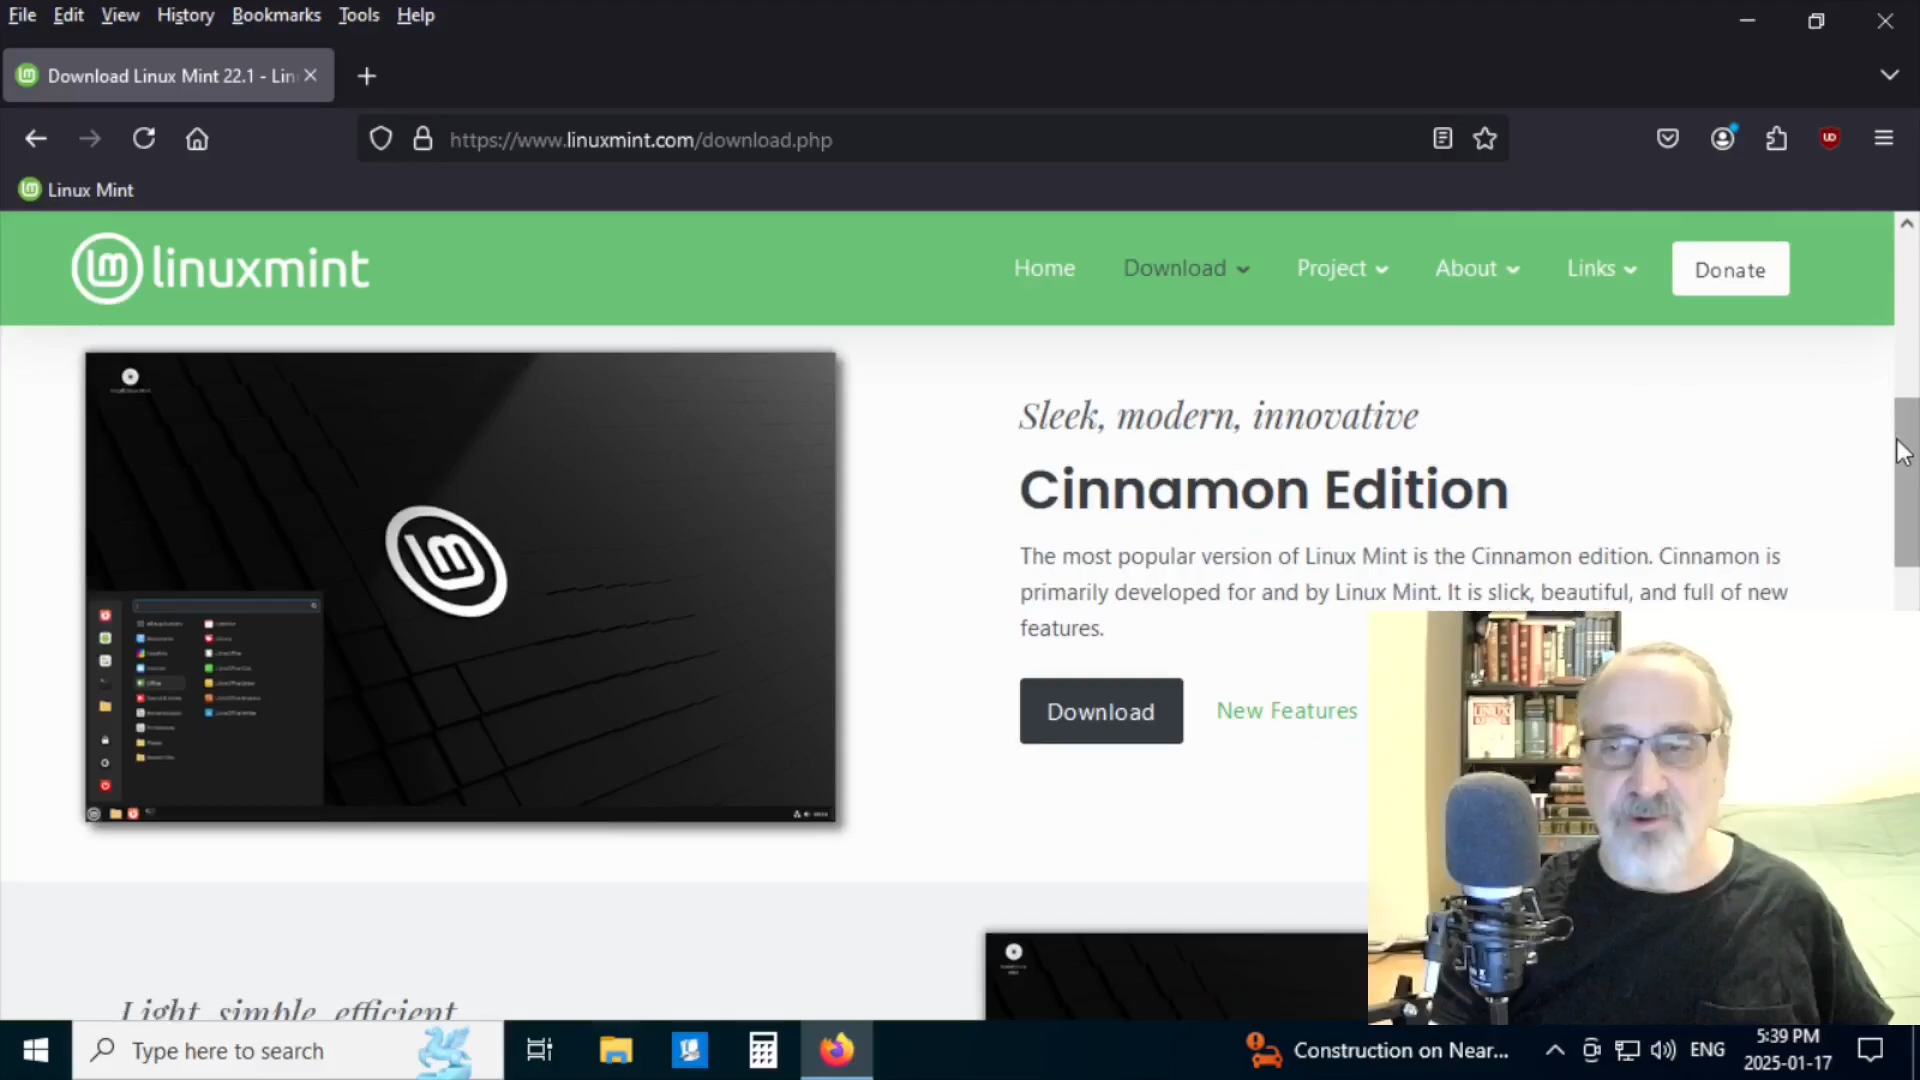 File Edit View History Bookmarks Tools Help
Download Linux Mint 22.1 - Lin
https://www.linuxmint.com/download.php
Linux Mint
linuxmint
Home Download Project About Links Donate
Sleek, modern, innovative
Cinnamon Edition
The most popular version of Linux Mint is the Cinnamon edition. Cinnamon is
primarily developed for and by Linux Mint. It is slick, beautiful, and full of new
features.
Download New Features
LINUX
Light, simple, efficient
Type here to search
Construction on Near...
ENG
5:39 PM
2025-01-17